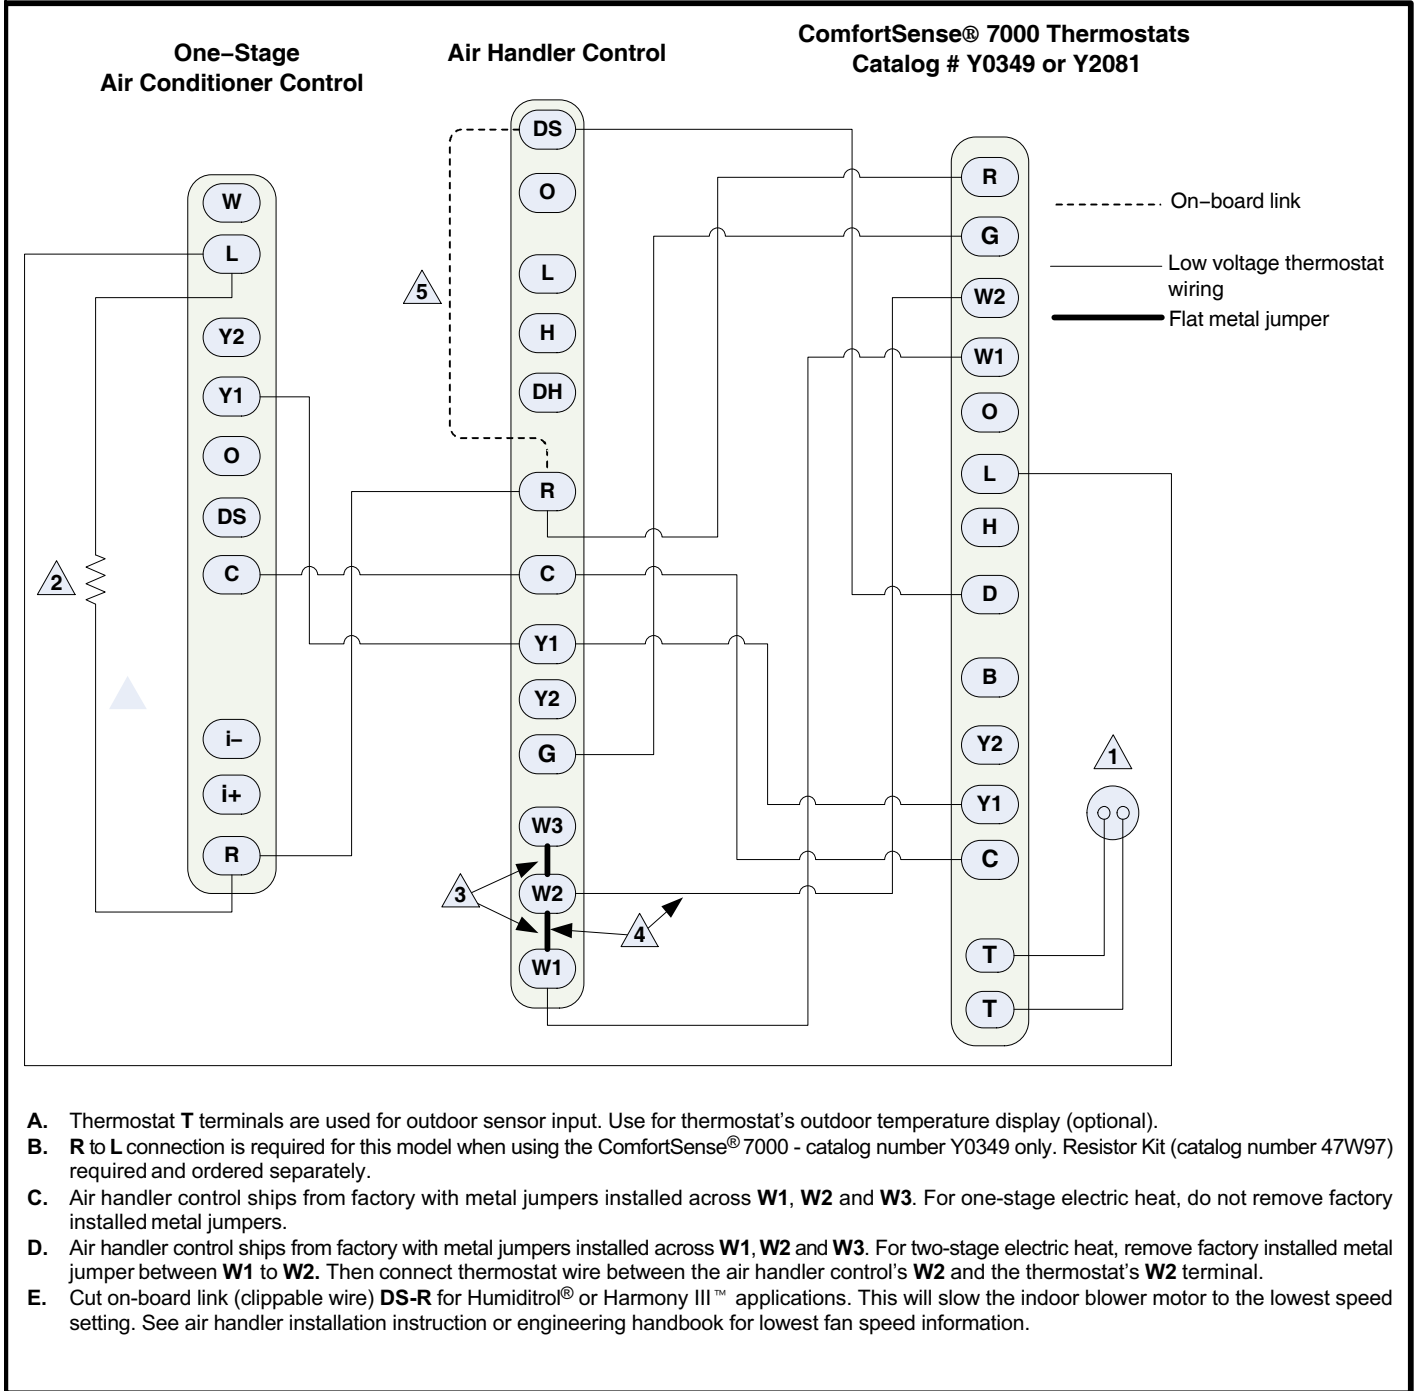 One–Stage
Air Conditioner Control
Air Handler Control
ComfortSense® 7000 Thermostats
Catalog # Y0349 or Y2081
W
L
Y2
Y1
O
DS
C
i–
i+
R
2
DS
O
L
H
DH
R
C
Y1
Y2
G
W3
W2
W1
5
3
4
R
G
W2
W1
O
L
H
D
B
Y2
Y1
C
T
T
1
On–board link
Low voltage thermostat
wiring
Flat metal jumper
A. Thermostat T terminals are used for outdoor sensor input. Use for thermostat's outdoor temperature display (optional).
B. R to L connection is required for this model when using the ComfortSense® 7000 - catalog number Y0349 only. Resistor Kit (catalog number 47W97)
required and ordered separately.
C. Air handler control ships from factory with metal jumpers installed across W1, W2 and W3. For one-stage electric heat, do not remove factory
installed metal jumpers.
D. Air handler control ships from factory with metal jumpers installed across W1, W2 and W3. For two-stage electric heat, remove factory installed metal
jumper between W1 to W2. Then connect thermostat wire between the air handler control's W2 and the thermostat's W2 terminal.
E. Cut on-board link (clippable wire) DS-R for Humiditrol® or Harmony III™ applications. This will slow the indoor blower motor to the lowest speed
setting. See air handler installation instruction or engineering handbook for lowest fan speed information.